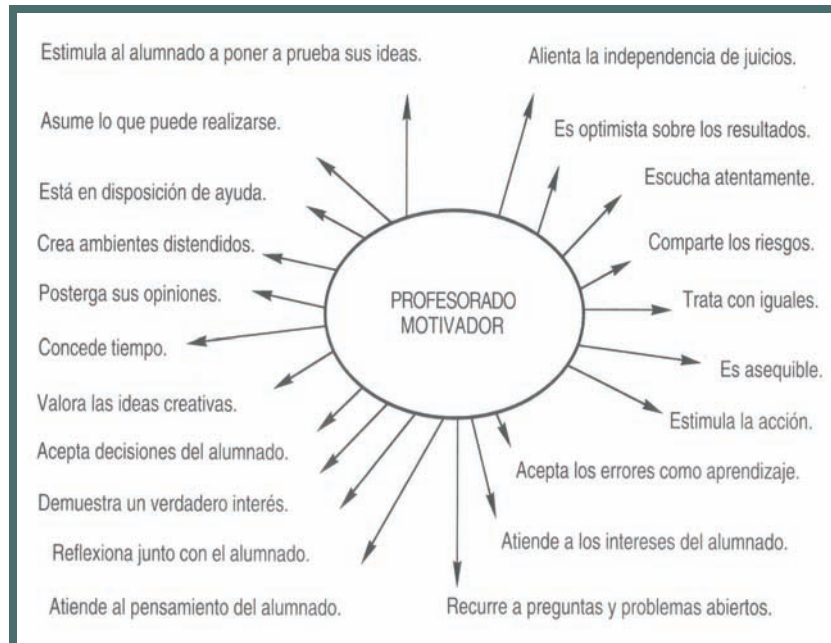 Estimula al alumnado a poner a prueba sus ideas.
Alienta la independencia de juicios.
Asume lo que puede realizarse.
Es optimista sobre los resultados.
Está en disposición de ayuda.
Escucha atentamente.
Crea ambientes distendidos.
Comparte los riesgos.
Posterga sus opiniones.
PROFESORADO
MOTIVADOR
Trata con iguales.
Concede tiempo.
Es asequible.
Valora las ideas creativas.
Estimula la acción.
Acepta decisiones del alumnado.
Acepta los errores como aprendizaje.
Demuestra un verdadero interés.
Atiende a los intereses del alumnado.
Reflexiona junto con el alumnado.
Atiende al pensamiento del alumnado.
Recurre a preguntas y problemas abiertos.